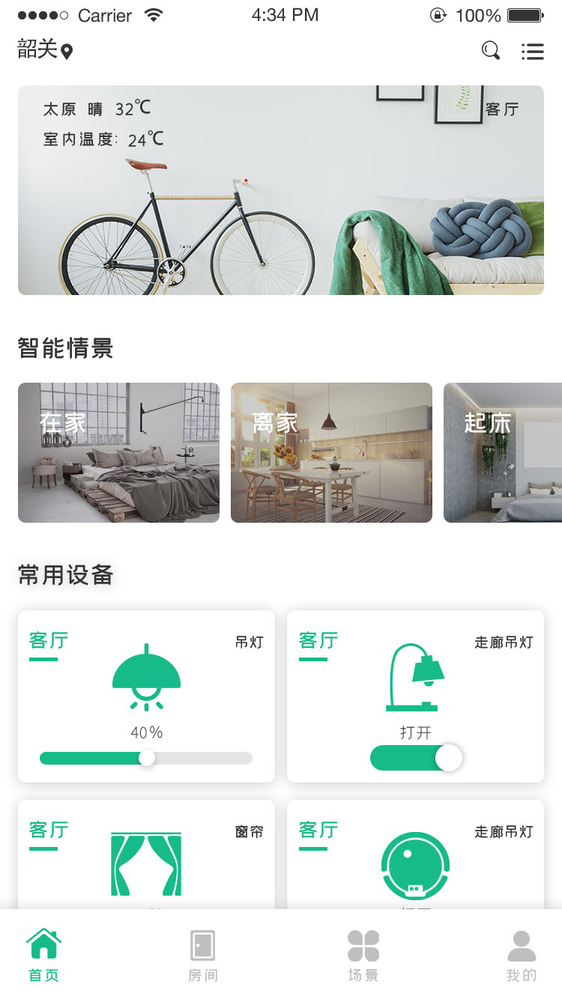 Carrier 4:34 PM 100%
韶关
太原 晴 32℃ 客厅
室内温度: 24℃
智能情景
在家 离家 起床
常用设备
客厅 吊灯 客厅 走廊吊灯
40% 打开
客厅 窗帘 客厅 走廊吊灯
首页 房间 场景 我的